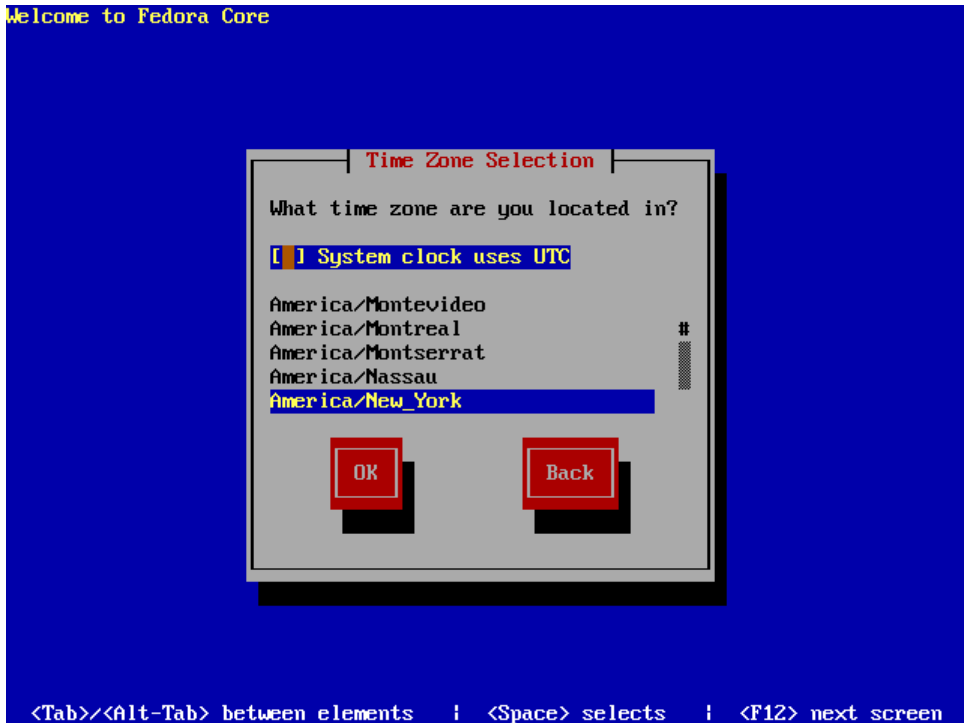 Welcome to Fedora Core
Time Zone Selection
What time zone are you located in?
[ ] System clock uses UTC
America/Montevideo
America/Montreal #
America/Montserrat
America/Nassau
America/New_York
OK Back
<Tab>/<Alt-Tab> between elements | <Space> selects | <F12> next screen